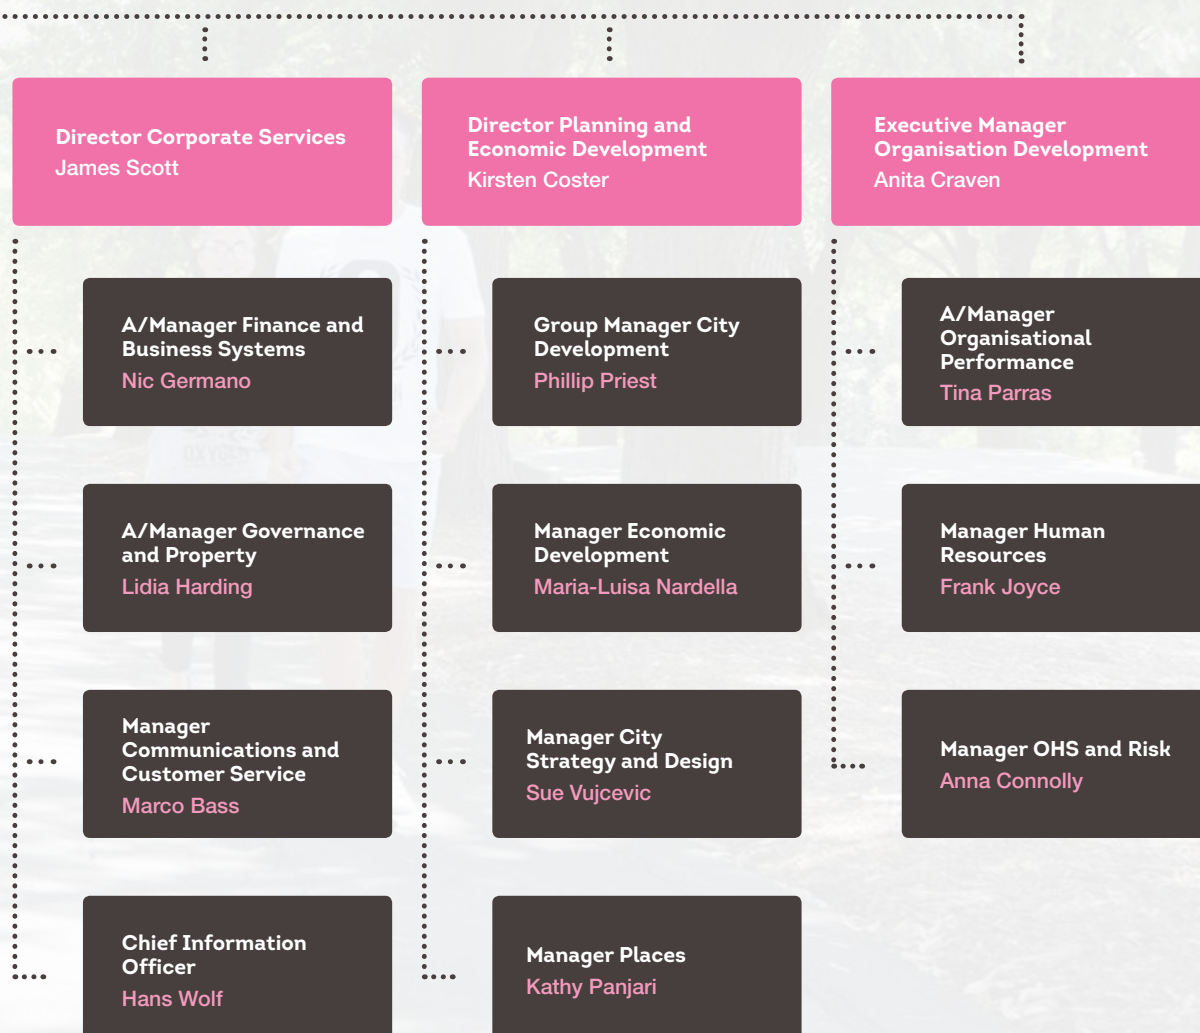 Director Corporate Services
James Scott
Director Planning and
Economic Development
Kirsten Coster
Executive Manager
Organisation Development
Anita Craven
A/Manager Finance and
Business Systems
Nic Germano
Group Manager City
Development
Phillip Priest
A/Manager
Organisational
Performance
Tina Parras
A/Manager Governance
and Property
Lidia Harding
Manager Economic
Development
Maria-Luisa Nardella
Manager Human
Resources
Frank Joyce
Manager
Communications and
Customer Service
Marco Bass
Manager City
Strategy and Design
Sue Vujcevic
Manager OHS and Risk
Anna Connolly
Chief Information
Officer
Hans Wolf
Manager Places
Kathy Panjari